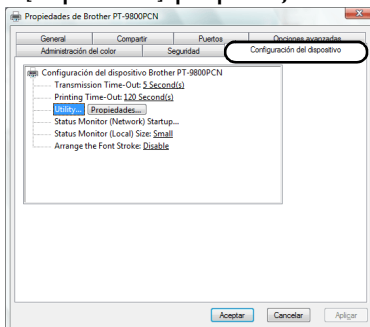 Propiedades de Brother PT-9800PCN
General Compartir Puertos Opciones avanzadas
Administración del color Seguridad Configuración del dispositivo
Configuración del dispositivo Brother PT-9800PCN
Transmission Time-Out: 5 Second(s)
Printing Time-Out: 120 Second(s)
Utility... Propiedades...
Status Monitor (Network) Startup...
Status Monitor (Local) Size: Small
Arrange the Font Stroke: Disable
Aceptar Cancelar Aplicar